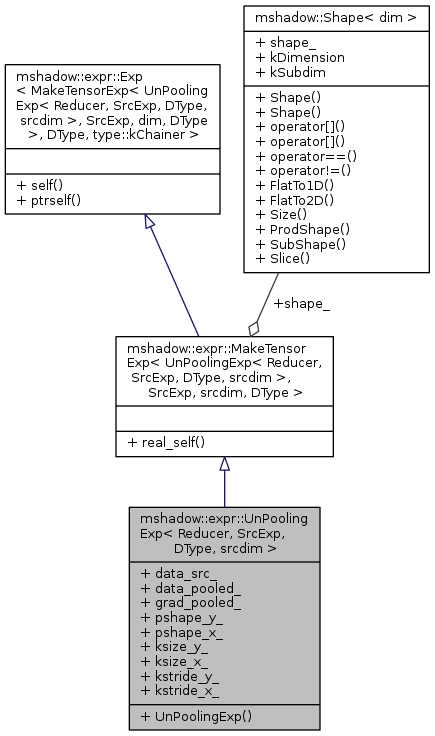 mshadow::Shape< dim >
+ shape_
+ kDimension
+ kSubdim
+ Shape()
+ Shape()
+ operator[]()
+ operator[]()
+ operator==()
+ operator!=()
+ FlatTo1D()
+ FlatTo2D()
+ Size()
+ ProdShape()
+ SubShape()
+ Slice()
mshadow::expr::Exp
< MakeTensorExp< UnPooling
Exp< Reducer, SrcExp, DType,
srcdim >, SrcExp, dim, DType
>, DType, type::kChainer >
+ self()
+ ptrself()
+shape_
mshadow::expr::MakeTensor
Exp< UnPoolingExp< Reducer,
SrcExp, DType, srcdim >,
SrcExp, srcdim, DType >
+ real_self()
mshadow::expr::UnPooling
Exp< Reducer, SrcExp,
DType, srcdim >
+ data_src_
+ data_pooled_
+ grad_pooled_
+ pshape_y_
+ pshape_x_
+ ksize_y_
+ ksize_x_
+ kstride_y_
+ kstride_x_
+ UnPoolingExp()